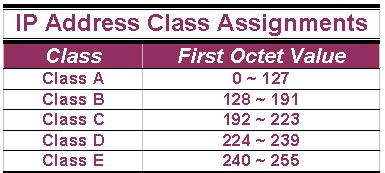 IP Address Class Assignments
Class First Octet Value
Class A 0 ~ 127
Class B 128 ~ 191
Class C 192 ~ 223
Class D 224 ~ 239
Class E 240 ~ 255